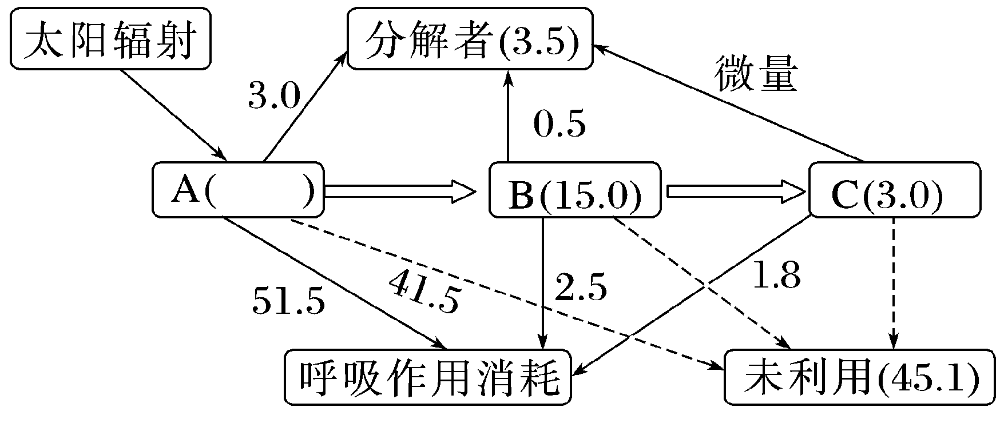 太阳辐射
分解者(3.5)
微量
3.0
0.5
A(    )
B(15.0)
C(3.0)
51.5
41.5
2.5
1.8
呼吸作用消耗
未利用(45.1)